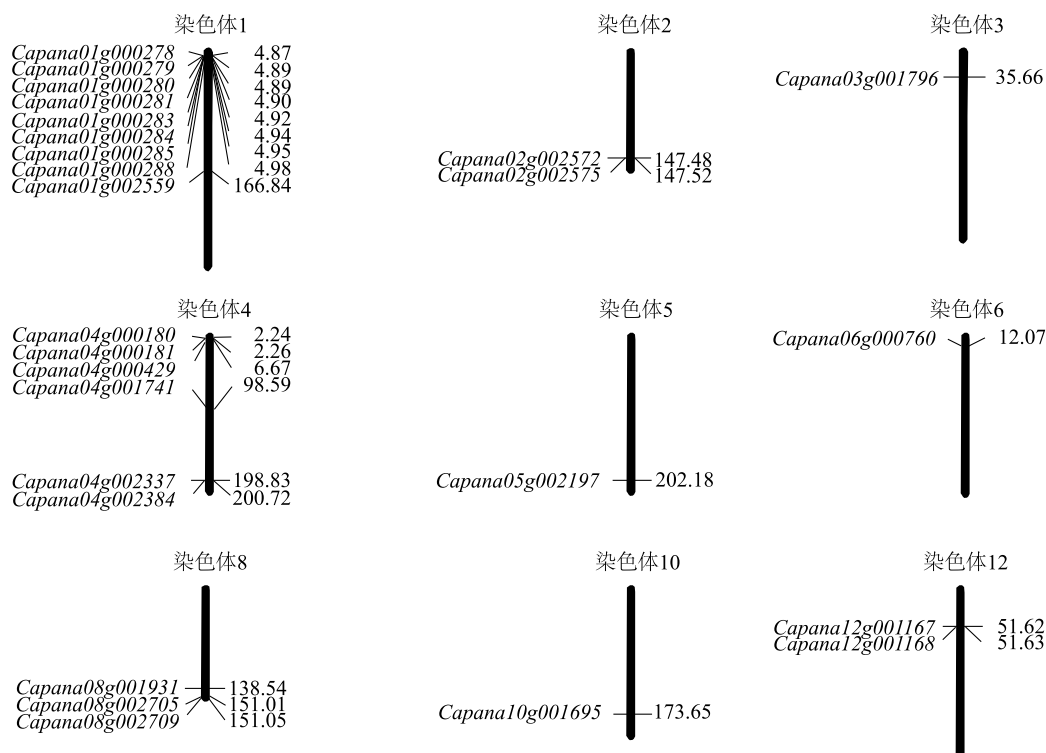 染色体1
Capana01g000278 4.87
Capana01g000279 4.89
Capana01g000280 4.89
Capana01g000281 4.90
Capana01g000283 4.92
Capana01g000284 4.94
Capana01g000285 4.95
Capana01g000288 4.98
Capana01g002559 166.84
染色体2
Capana02g002572 147.48
Capana02g002575 147.52
染色体3
Capana03g001796 35.66
染色体4
Capana04g000180 2.24
Capana04g000181 2.26
Capana04g000429 6.67
Capana04g001741 98.59
Capana04g002337 198.83
Capana04g002384 200.72
染色体5
Capana05g002197 202.18
染色体6
Capana06g000760 12.07
染色体8
Capana08g001931 138.54
Capana08g002705 151.01
Capana08g002709 151.05
染色体10
Capana10g001695 173.65
染色体12
Capana12g001167 51.62
Capana12g001168 51.63